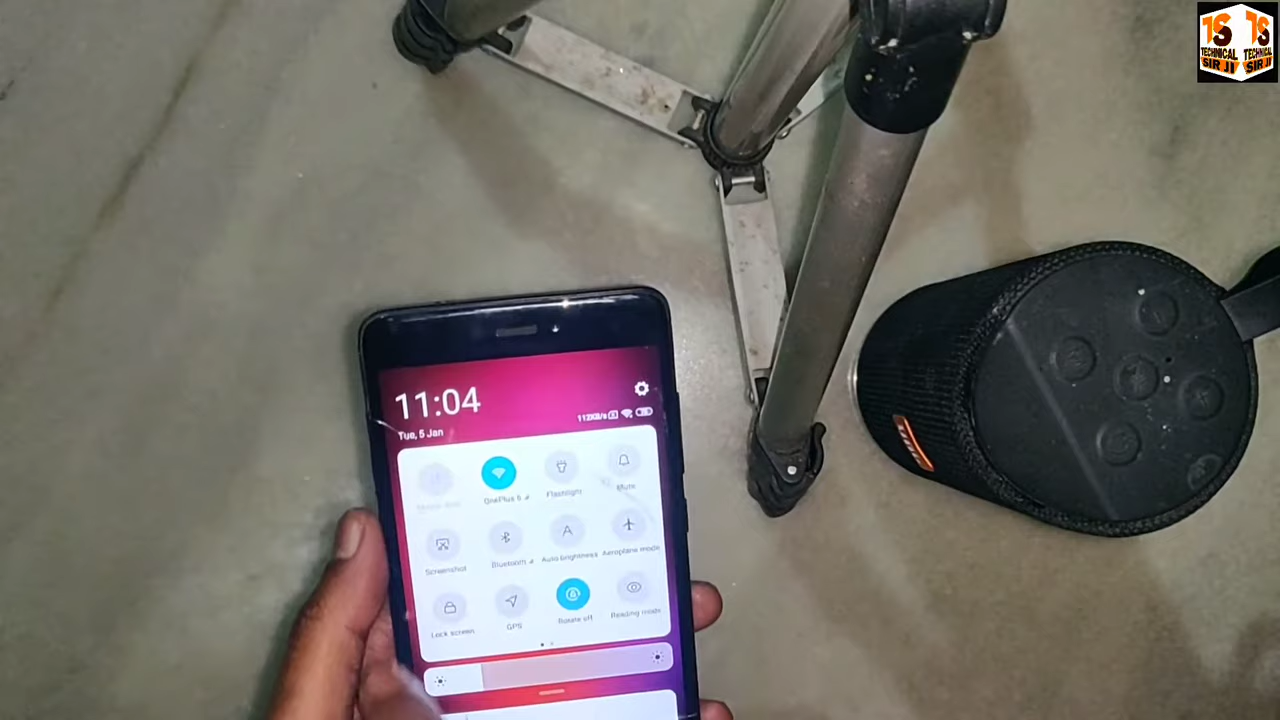 TS TS
TECHNICAL TECHNICAL
SIR JI SIR JI
11:04
Tue, 5 Jan
112KB/s
OnePlus 6
Flashlight
Mute
Screenshot
Bluetooth
Auto brightness
Aeroplane mode
Lock screen
GPS
Rotate off
Reading mode